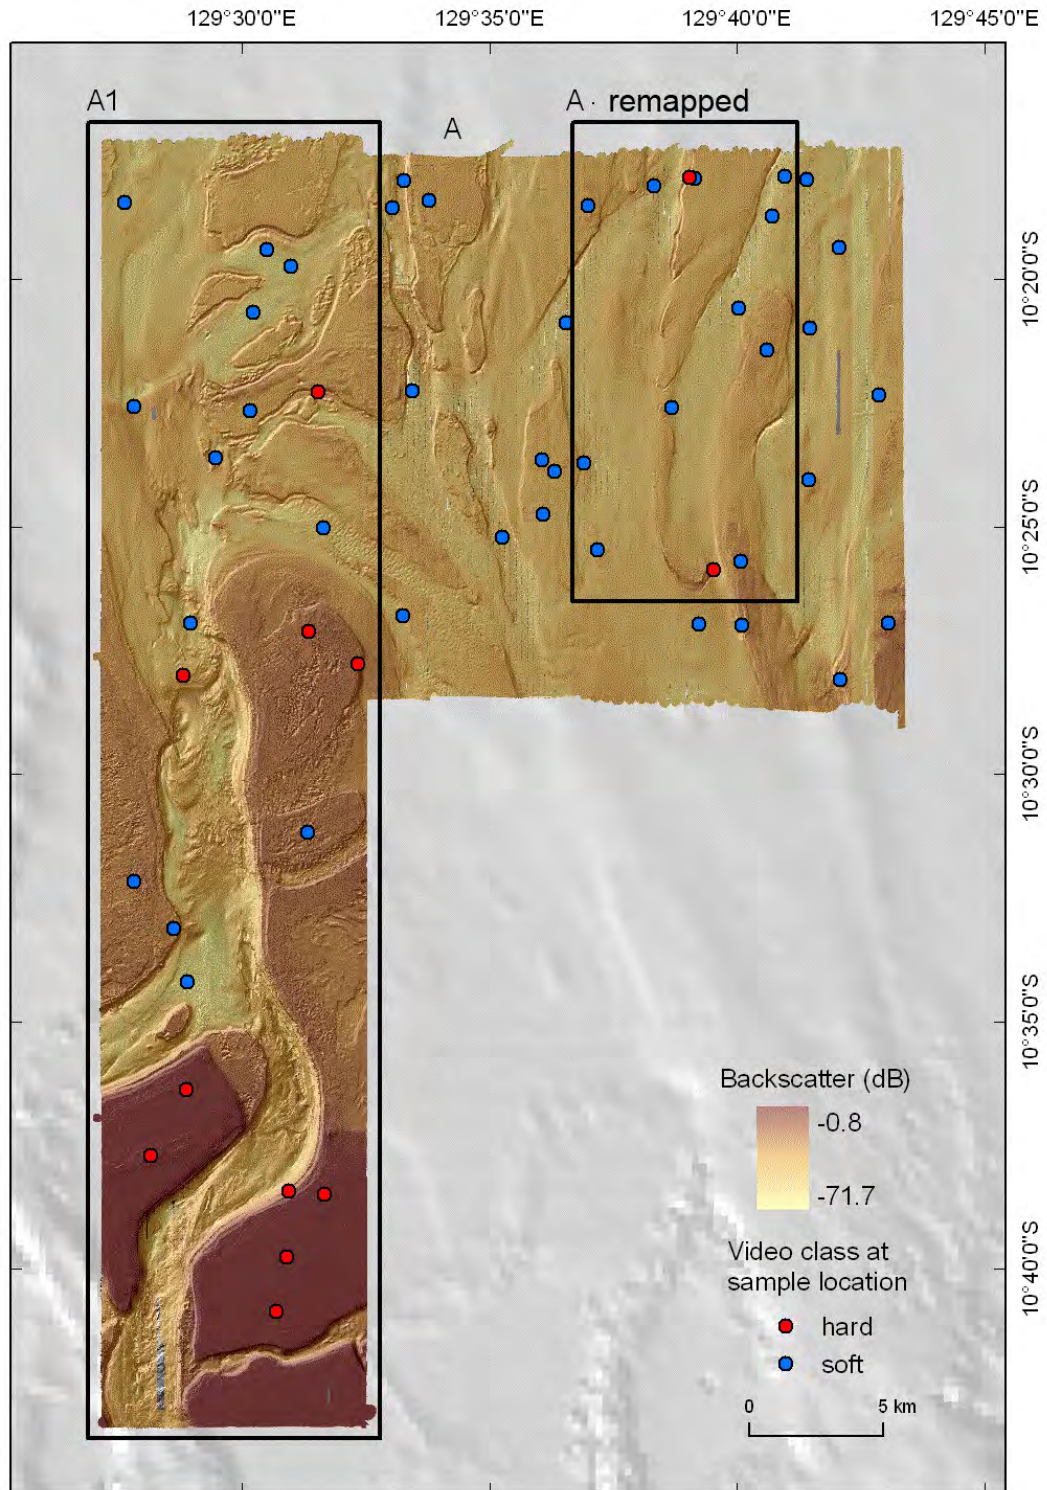 129°30'0"E 129°35'0"E 129°40'0"E 129°45'0"E
A1
A
A · remapped
10°20'0"S
10°25'0"S
10°30'0"S
10°35'0"S
10°40'0"S
Backscatter (dB)
-0.8
-71.7
Video class at
sample location
hard
soft
0 5 km